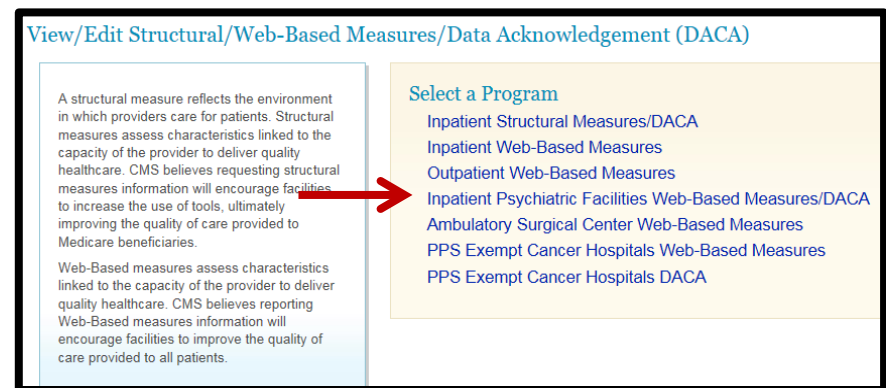 View/Edit Structural/Web-Based Measures/Data Acknowledgement (DACA)
A structural measure reflects the environment
in which providers care for patients. Structural
measures assess characteristics linked to the
capacity of the provider to deliver quality
healthcare. CMS believes requesting structural
measures information will encourage facilities
to increase the use of tools, ultimately
improving the quality of care provided to
Medicare beneficiaries.
Web-Based measures assess characteristics
linked to the capacity of the provider to deliver
quality healthcare. CMS believes reporting
Web-Based measures information will
encourage facilities to improve the quality of
care provided to all patients.
Select a Program
Inpatient Structural Measures/DACA
Inpatient Web-Based Measures
Outpatient Web-Based Measures
Inpatient Psychiatric Facilities Web-Based Measures/DACA
Ambulatory Surgical Center Web-Based Measures
PPS Exempt Cancer Hospitals Web-Based Measures
PPS Exempt Cancer Hospitals DACA